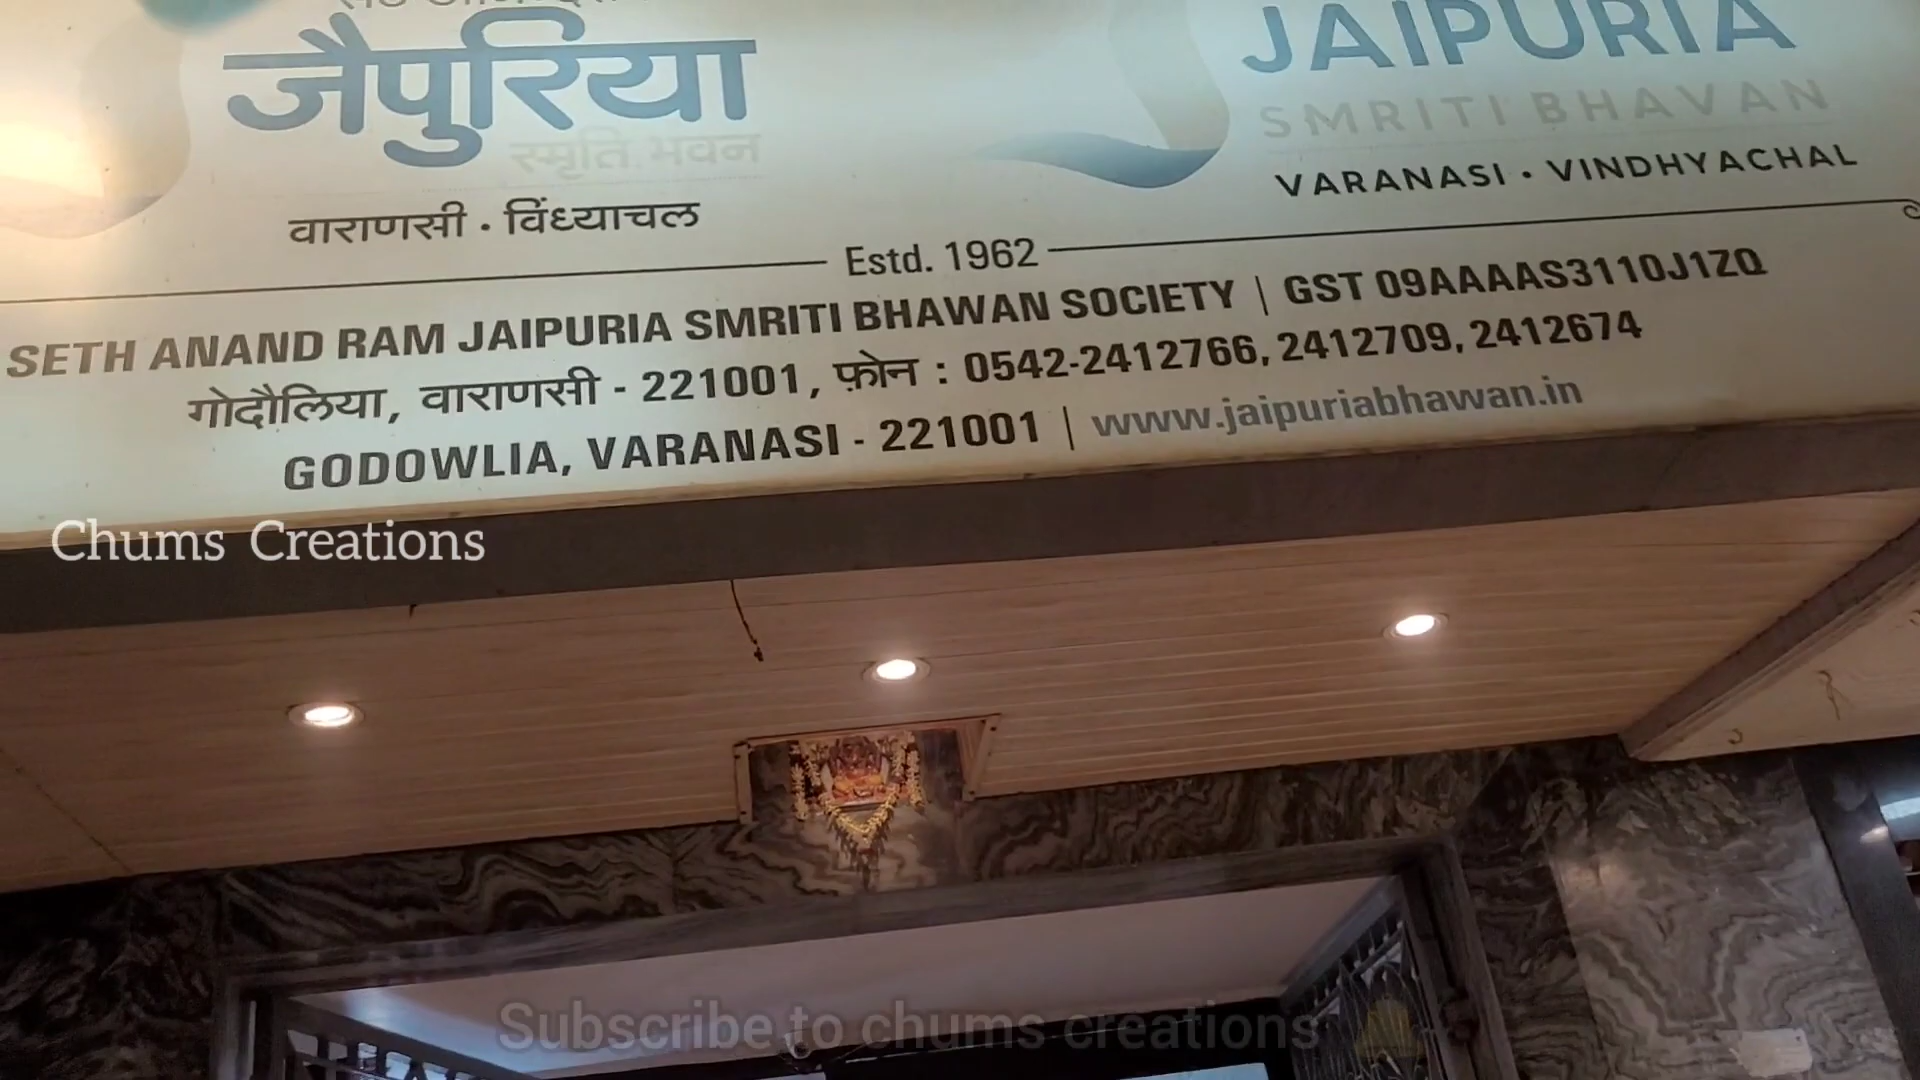 जैपुरिया
स्मृति भवन
वाराणसी • विंध्याचल
JAIPURIA
SMRITI BHAVAN
VARANASI • VINDHYACHAL
Estd. 1962
SETH ANAND RAM JAIPURIA SMRITI BHAWAN SOCIETY | GST 09AAAAS3110J1ZQ
गोदौलिया, वाराणसी - 221001, फ़ोन : 0542-2412766, 2412709, 2412674
GODOWLIA, VARANASI - 221001 | www.jaipuriabhawan.in
Chums Creations
Subscribe to chums creations